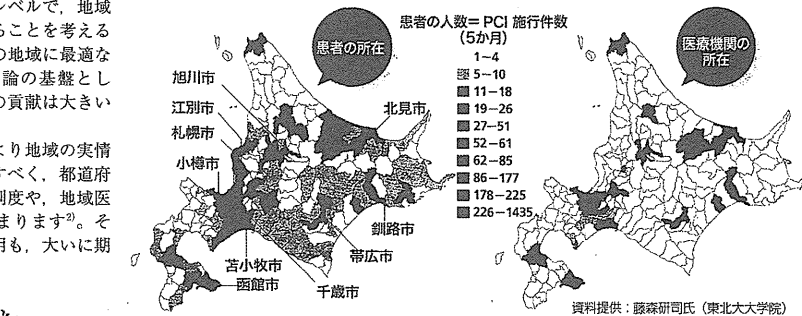 レベルで，地域
ることを考える
の地域に最適な
論の基盤とし
の貢献は大きい
より地域の実情
すべく，都道府
制度や，地域医
まります²⁾。そ
用も，大いに期
患者の所在
患者の人数＝PCI 施行件数
（5か月）
1−4
5−10
11−18
19−26
27−51
52−61
62−85
86−177
178−225
226−1435
医療機関の
所在
旭川市
江別市
札幌市
小樽市
北見市
釧路市
帯広市
苫小牧市
函館市
千歳市
資料提供：藤森研司氏（東北大大学院）